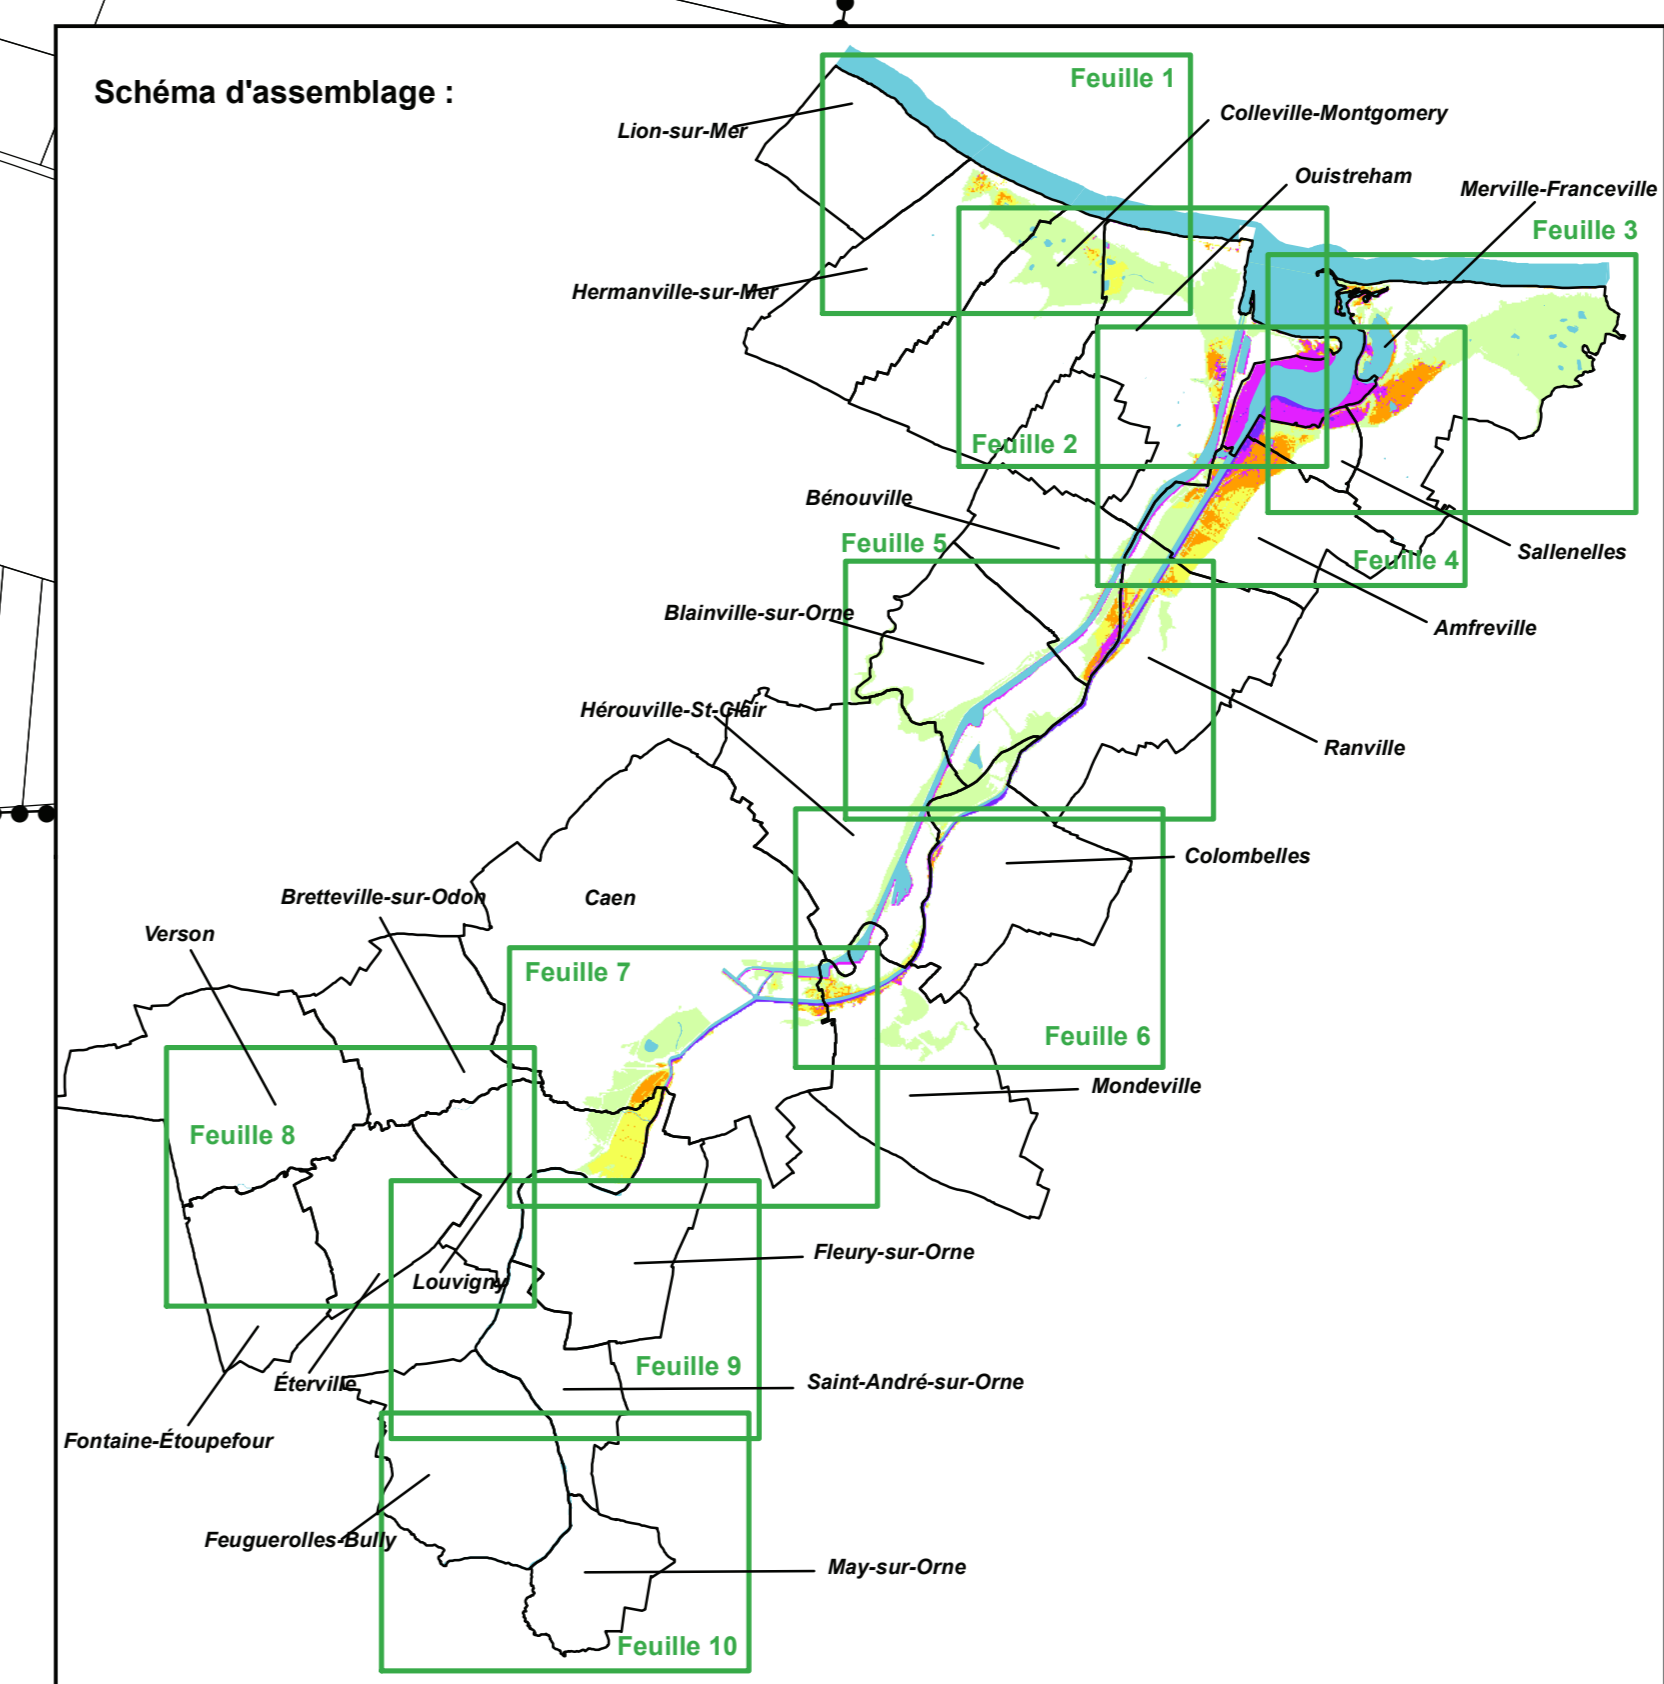 Schéma d'assemblage :
Feuille 1
Lion-sur-Mer
Colleville-Montgomery
Ouistreham
Merville-Franceville
Feuille 3
Hermanville-sur-Mer
Feuille 2
Bénouville
Feuille 5
Sallenelles
Feuille 4
Blainville-sur-Orne
Amfreville
Hérouville-St-Clair
Ranville
Colombelles
Bretteville-sur-Odon
Caen
Verson
Feuille 7
Feuille 6
Mondeville
Feuille 8
Fleury-sur-Orne
Louvigny
Feuille 9
Éterville
Saint-André-sur-Orne
Fontaine-Étoupefour
Feuguerolles-Bully
May-sur-Orne
Feuille 10